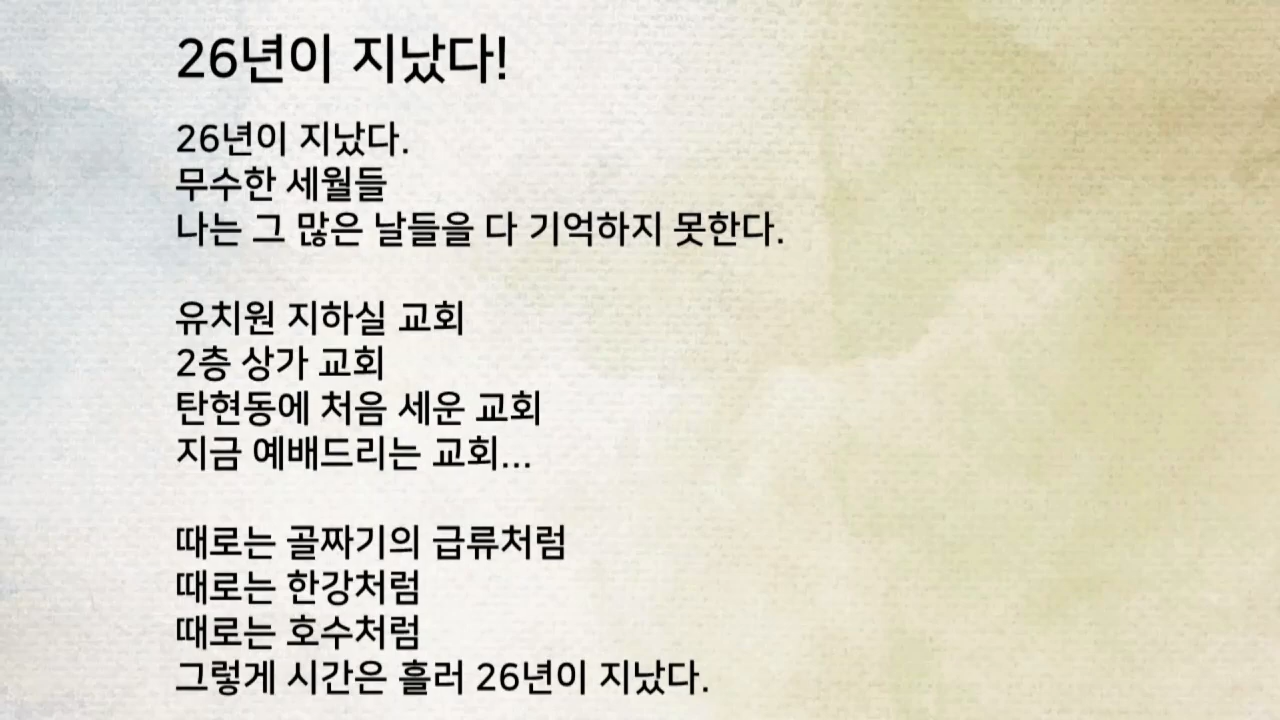 26년이 지났다!
26년이 지났다.
무수한 세월들
나는 그 많은 날들을 다 기억하지 못한다.
유치원 지하실 교회
2층 상가 교회
탄현동에 처음 세운 교회
지금 예배드리는 교회...
때로는 골짜기의 급류처럼
때로는 한강처럼
때로는 호수처럼
그렇게 시간은 흘러 26년이 지났다.